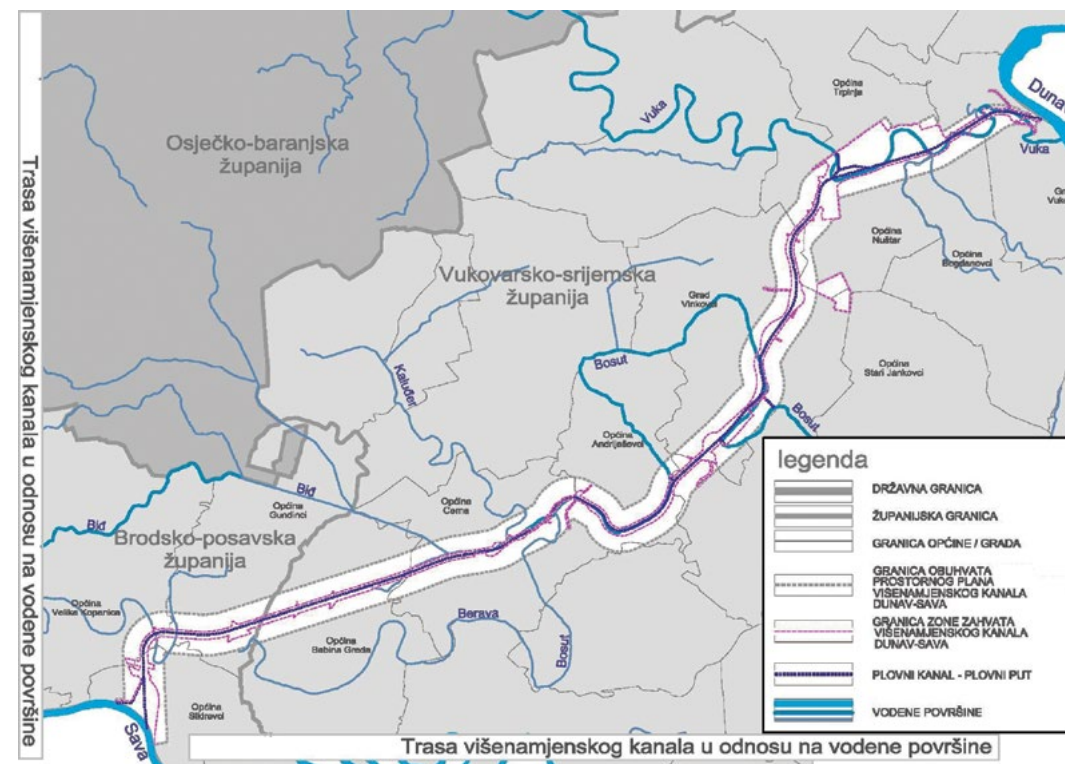 Trasa višenamjenskog kanala u odnosu na vodene površine
Općina
Trpinja
Dunav
Vuka
Osječko-baranjska
županija
Vuka
Općina
Nuštar
Općina
Bogdanovci
Vukovarsko-srijemska
županija
Grad
Vinkovci
Općina
Stari Jankovci
Bosut
Kaluđer
Bosut
Općina
Andrijaševci
Biđ
Općina
Gundinci
Općina
Cerna
Biđ
Brodsko-posavska
županija
Općina
Velika Kopanica
Berava
Općina
Babina Greda
Bosut
Općina
Sikirevci
Sava
legenda
DRŽAVNA GRANICA
ŽUPANIJSKA GRANICA
GRANICA OPĆINE / GRADA
GRANICA OBUHVATA
PROSTORNOG PLANA
VIŠENAMJENSKOG KANALA
DUNAV-SAVA
GRANICA ZONE ZAHVATA
VIŠENAMJENSKOG KANALA
DUNAV-SAVA
PLOVNI KANAL - PLOVNI PUT
VODENE POVRŠINE
Trasa višenamjenskog kanala u odnosu na vodene površine